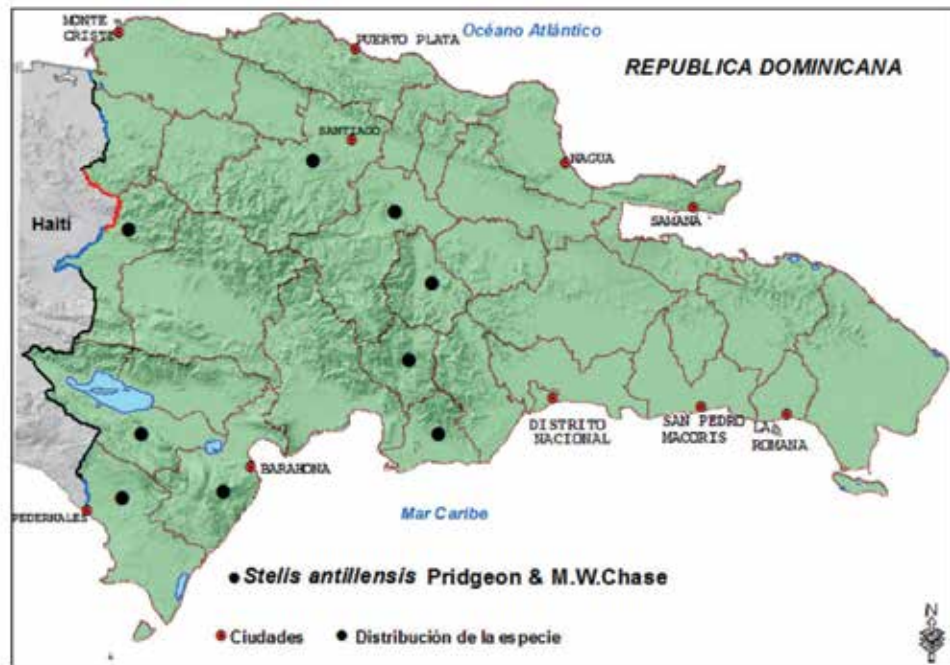 MONTE
CRISTI
PUERTO PLATA
Océano Atlántico
REPUBLICA DOMINICANA
SANTIAGO
NAGUA
SAMANA
Haití
DISTRITO
NACIONAL
SAN PEDRO
MACORIS
LA
ROMANA
BARAHONA
PEDERNALES
Mar Caribe
Stelis antillensis Pridgeon & M.W.Chase
Ciudades
Distribución de la especie
N